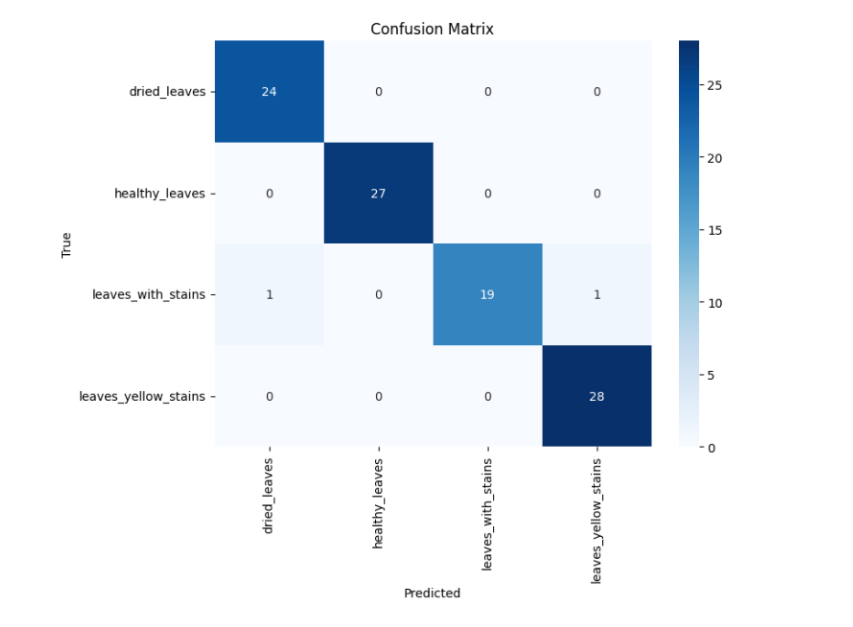 Confusion Matrix
True
dried_leaves
24 0 0 0
healthy_leaves
0 27 0 0
leaves_with_stains
1 0 19 1
leaves_yellow_stains
0 0 0 28
dried_leaves
healthy_leaves
leaves_with_stains
leaves_yellow_stains
Predicted
25
20
15
10
5
0